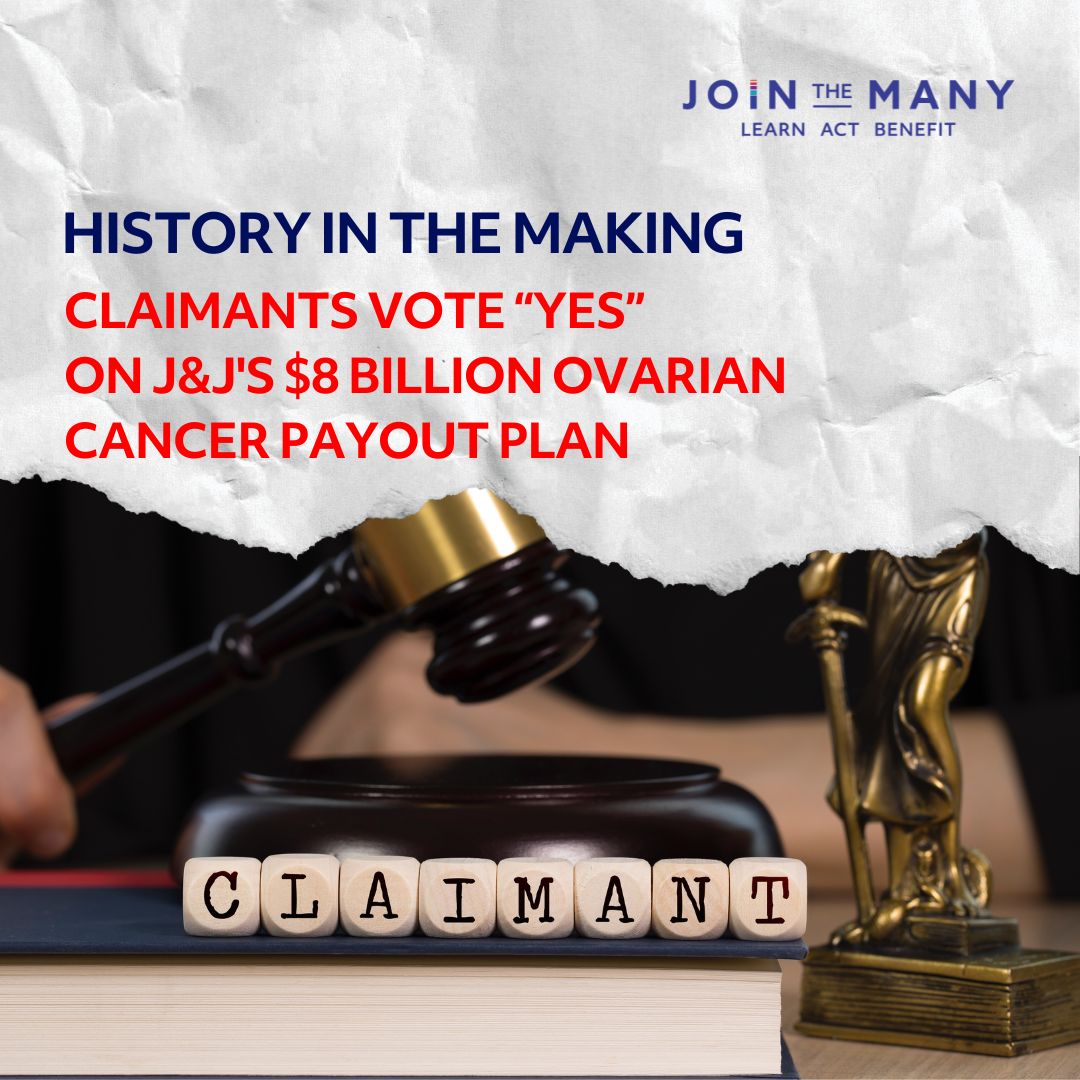 JOiN THE MANY
LEARN ACT BENEFIT
HISTORY IN THE MAKING
CLAIMANTS VOTE “YES”
ON J&J'S $8 BILLION OVARIAN
CANCER PAYOUT PLAN
CLAIMANT